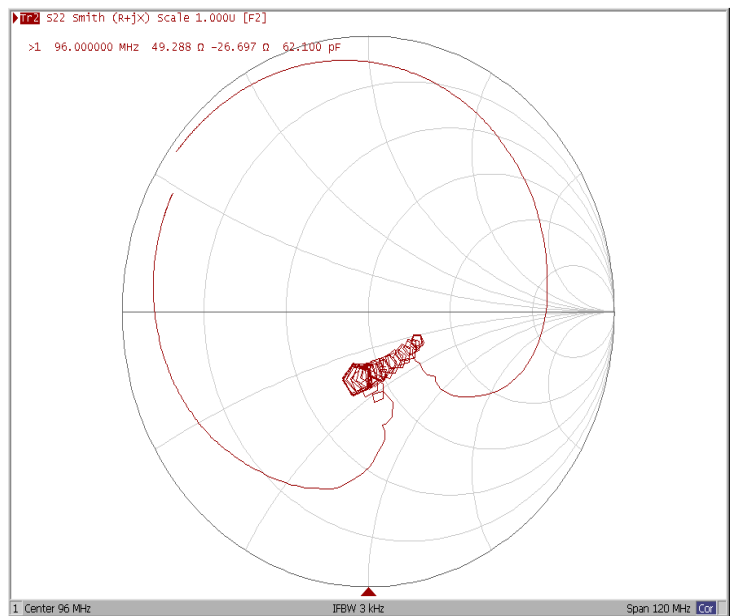 Tr2 S22 Smith (R+jX) Scale 1.000U [F2]
>1 96.000000 MHz 49.288 Ω -26.697 Ω 62.100 pF
1 Center 96 MHz IFBW 3 kHz Span 120 MHz Cor